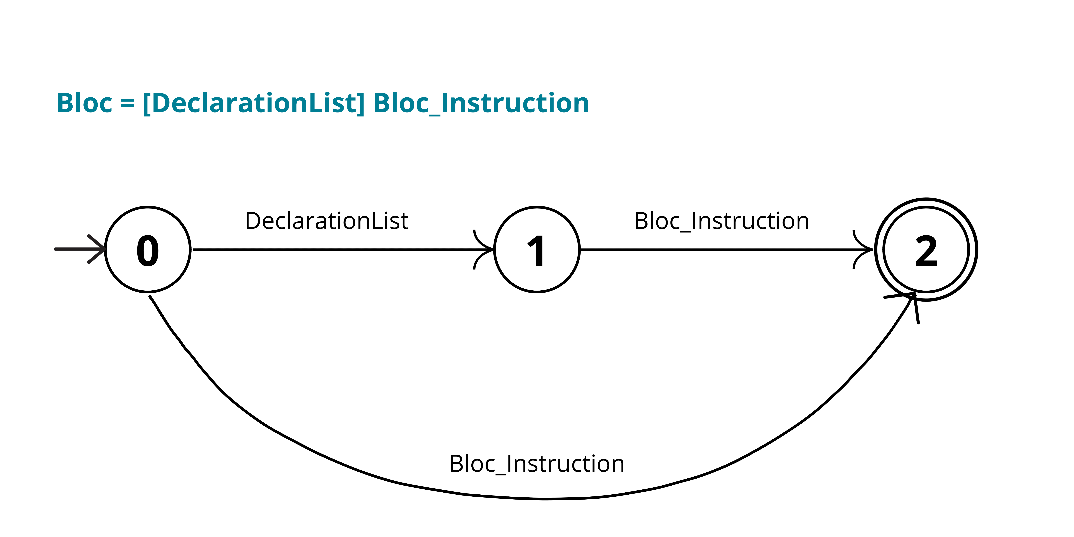 Bloc = [DeclarationList] Bloc_Instruction
DeclarationList
Bloc_Instruction
0
1
2
Bloc_Instruction